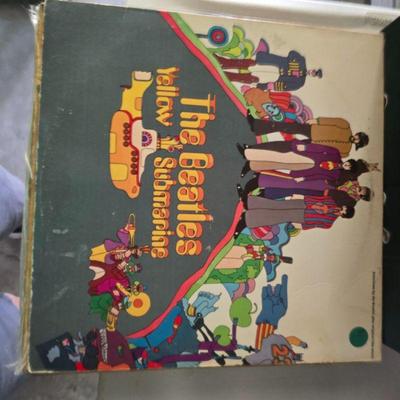 The Beatles
Yellow Submarine